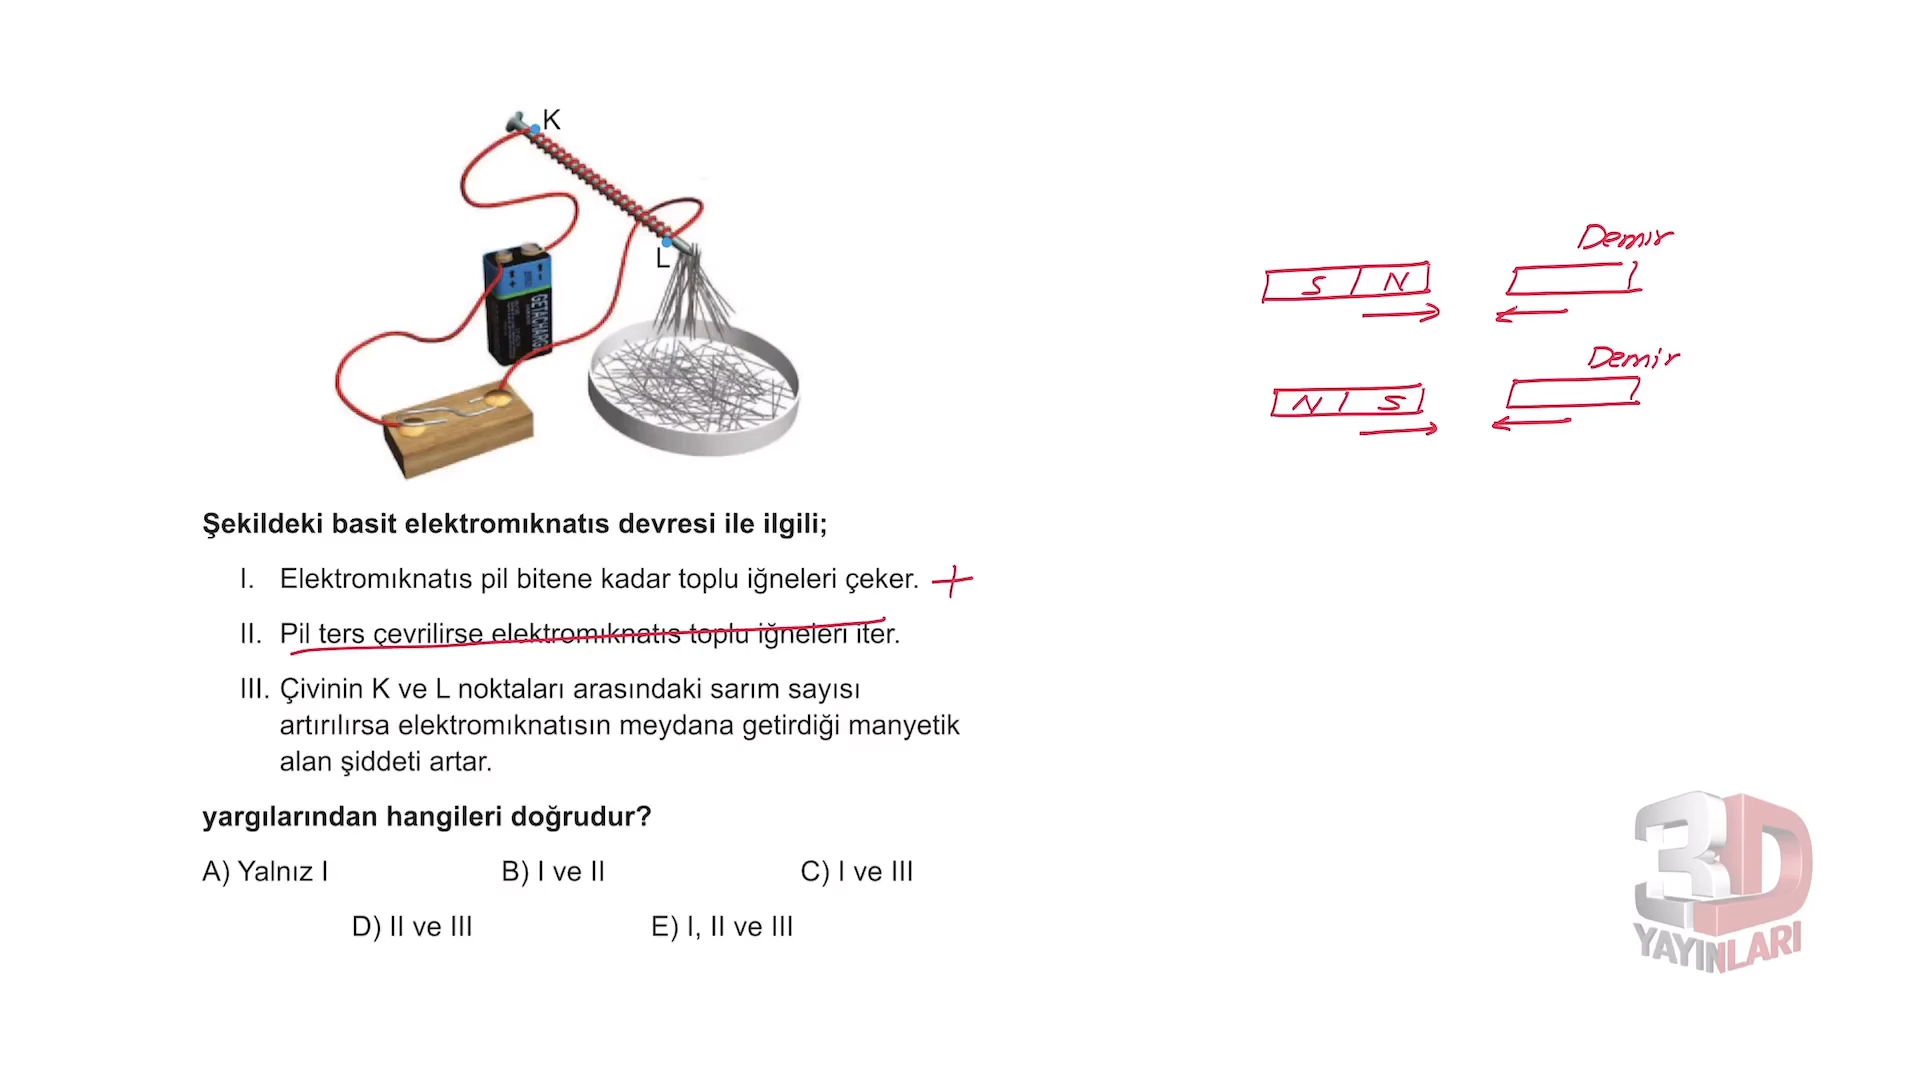 K
L
GETACHARG
Demir
S N
Demir
N S
Şekildeki basit elektromıknatıs devresi ile ilgili;
I. Elektromıknatıs pil bitene kadar toplu iğneleri çeker. +
II. Pil ters çevrilirse elektromıknatıs toplu iğneleri iter.
III. Çivinin K ve L noktaları arasındaki sarım sayısı
artırılırsa elektromıknatısın meydana getirdiği manyetik
alan şiddeti artar.
yargılarından hangileri doğrudur?
A) Yalnız I B) I ve II C) I ve III
D) II ve III E) I, II ve III
3D
YAYINLARI